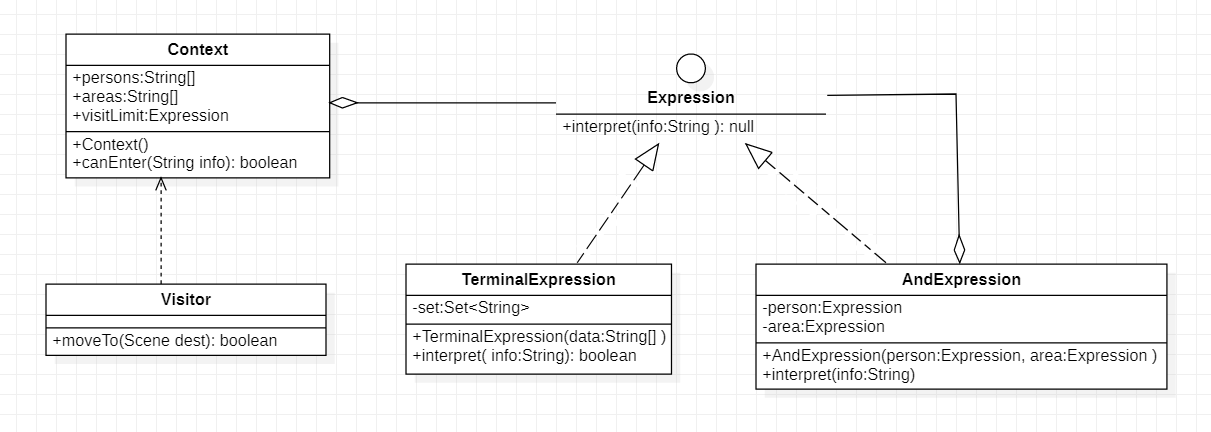 Context
+persons:String[]
+areas:String[]
+visitLimit:Expression
+Context()
+canEnter(String info): boolean
Expression
+interpret(info:String ): null
Visitor
+moveTo(Scene dest): boolean
TerminalExpression
-set:Set<String>
+TerminalExpression(data:String[] )
+interpret( info:String): boolean
AndExpression
-person:Expression
-area:Expression
+AndExpression(person:Expression, area:Expression )
+interpret(info:String)